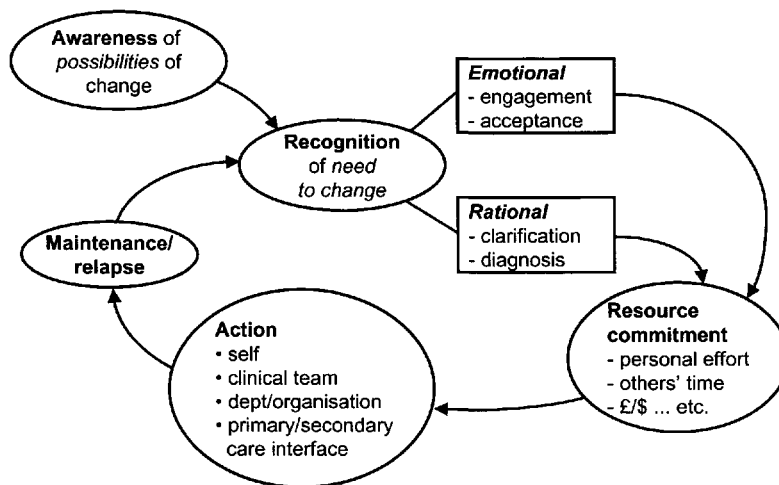 Awareness of
possibilities of
change
Emotional
- engagement
- acceptance
Recognition
of need
to change
Rational
- clarification
- diagnosis
Maintenance/
relapse
Resource
commitment
- personal effort
- others' time
- £/$ ... etc.
Action
• self
• clinical team
• dept/organisation
• primary/secondary
care interface